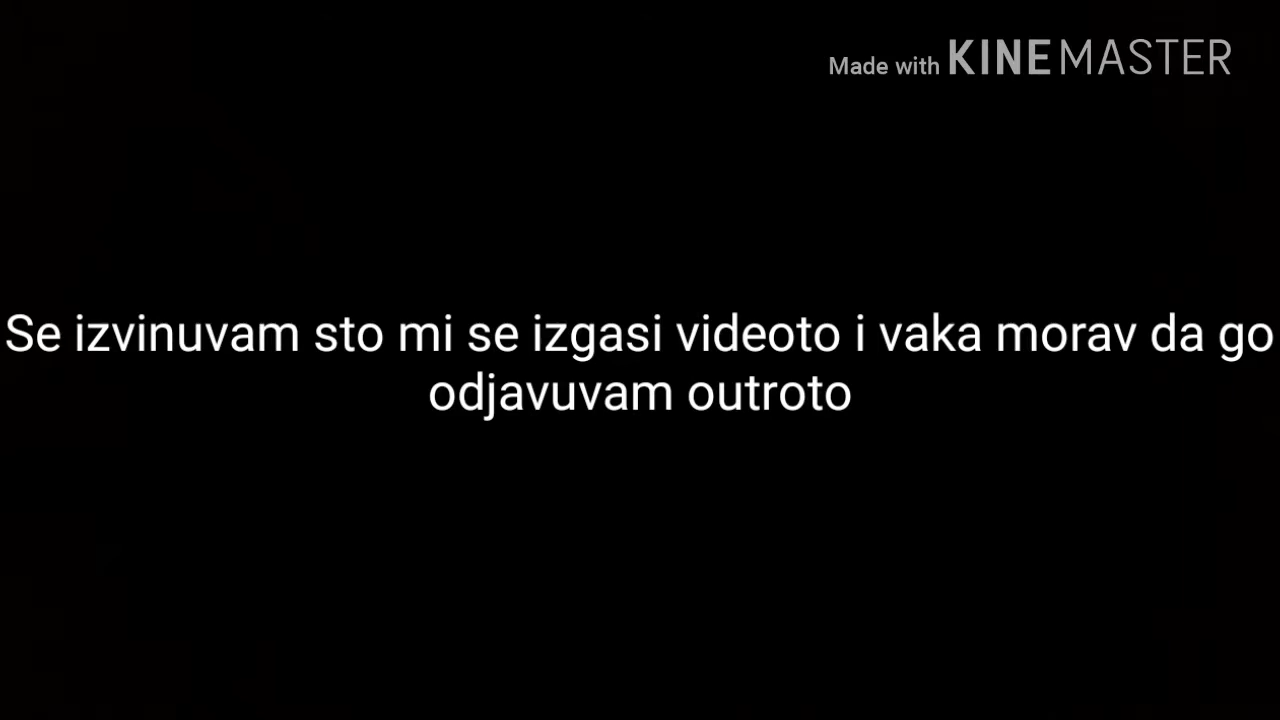 Made with KINEMASTER
Se izvinuvam sto mi se izgasi videoto i vaka morav da go
odjavuvam outroto